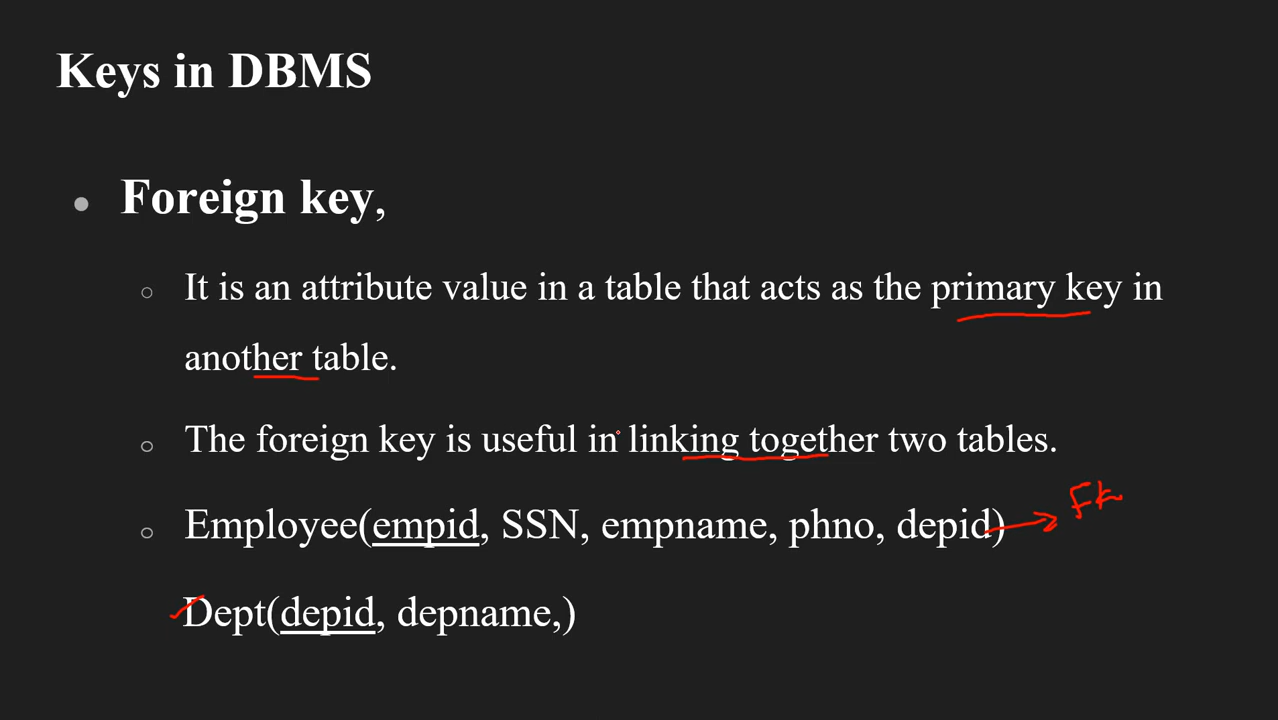 Keys in DBMS
Foreign key,
It is an attribute value in a table that acts as the primary key in
another table.
The foreign key is useful in linking together two tables.
Employee(empid, SSN, empname, phno, depid)
FK
Dept(depid, depname,)